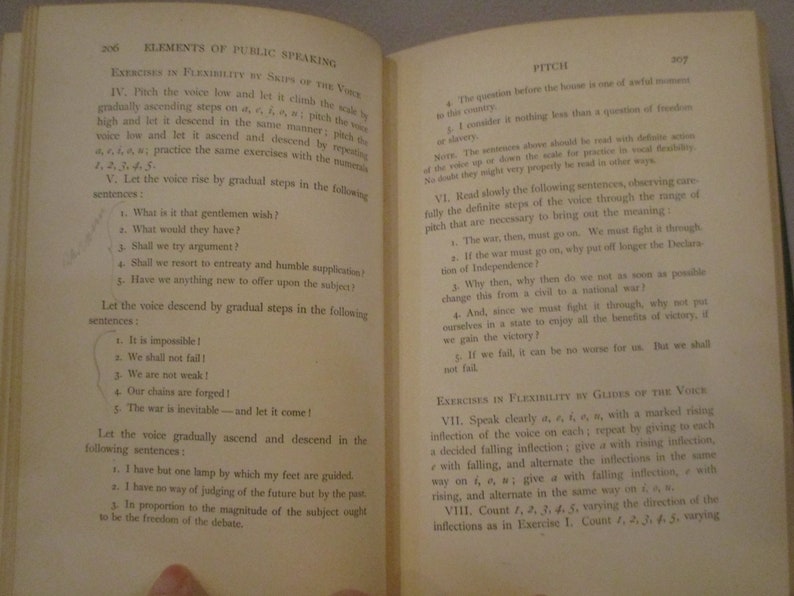 206 ELEMENTS OF PUBLIC SPEAKING
EXERCISES IN FLEXIBILITY BY SKIPS OF THE VOICE
IV. Pitch the voice low and let it climb the scale by
gradually ascending steps on a, e, i, o, u; pitch the voice
high and let it descend in the same manner; pitch the
voice low and let it ascend and descend by repeating
a, e, i, o, u; practice the same exercises with the numerals
1, 2, 3, 4, 5.
V. Let the voice rise by gradual steps in the following
sentences:
1. What is it that gentlemen wish?
2. What would they have?
3. Shall we try argument?
4. Shall we resort to entreaty and humble supplication?
5. Have we anything new to offer upon the subject?
Let the voice descend by gradual steps in the following
sentences:
1. It is impossible!
2. We shall not fail!
3. We are not weak!
4. Our chains are forged!
5. The war is inevitable — and let it come!
Let the voice gradually ascend and descend in the
following sentences:
1. I have but one lamp by which my feet are guided.
2. I have no way of judging of the future but by the past.
3. In proportion to the magnitude of the subject ought
to be the freedom of the debate.
PITCH 207
4. The question before the house is one of awful moment
to this country.
5. I consider it nothing less than a question of freedom
or slavery.
NOTE. The sentences above should be read with definite action
of the voice up or down the scale for practice in vocal flexibility.
No doubt they might very properly be read in other ways.
VI. Read slowly the following sentences, observing care-
fully the definite steps of the voice through the range of
pitch that are necessary to bring out the meaning:
1. The war, then, must go on. We must fight it through.
2. If the war must go on, why put off longer the Declara-
tion of Independence?
3. Why then, why then do we not as soon as possible
change this from a civil to a national war?
4. And, since we must fight it through, why not put
ourselves in a state to enjoy all the benefits of victory, if
we gain the victory?
5. If we fail, it can be no worse for us. But we shall
not fail.
EXERCISES IN FLEXIBILITY BY GLIDES OF THE VOICE
VII. Speak clearly a, e, i, o, u, with a marked rising
inflection of the voice on each; repeat by giving to each
a decided falling inflection; give a with rising inflection,
e with falling, and alternate the inflections in the same
way on i, o, u; give a with falling inflection, e with
rising, and alternate in the same way on i, o, u.
VIII. Count 1, 2, 3, 4, 5, varying the direction of the
inflections as in Exercise I. Count 1, 2, 3, 4, 5, varying